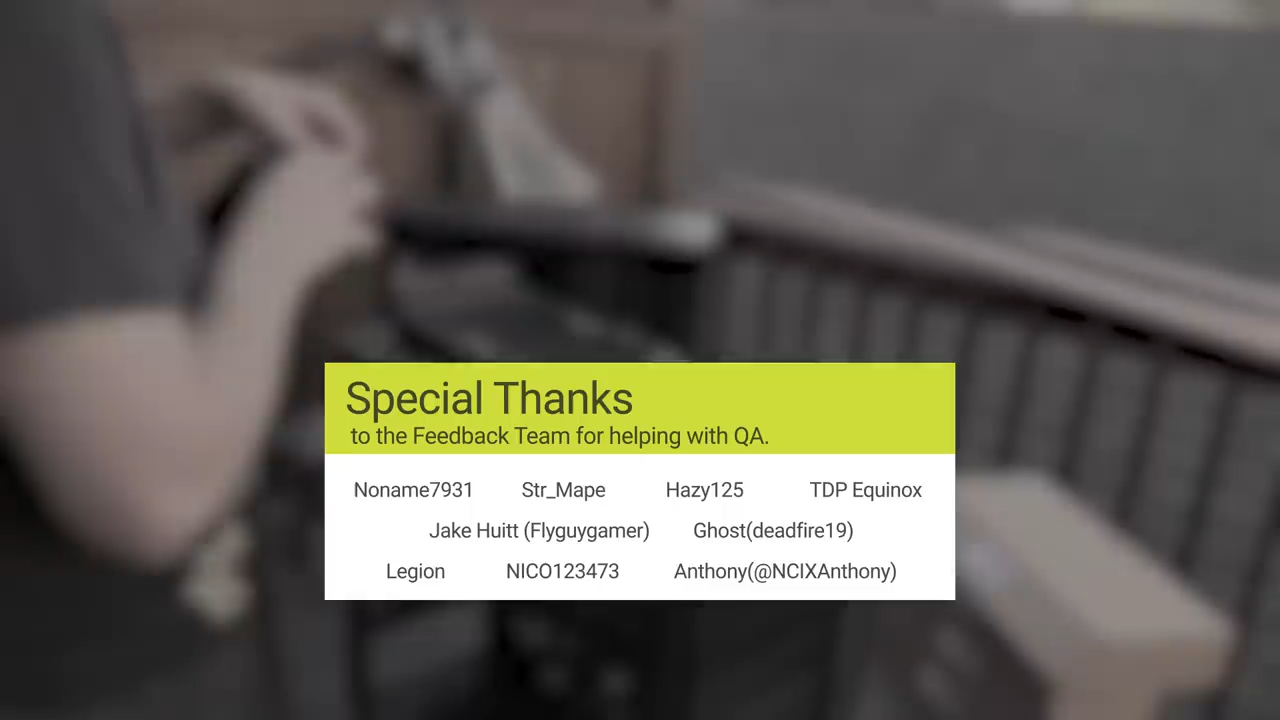 Special Thanks
to the Feedback Team for helping with QA.
Noname7931 Str_Mape Hazy125 TDP Equinox
Jake Huitt (Flyguygamer) Ghost(deadfire19)
Legion NICO123473 Anthony(@NCIXAnthony)